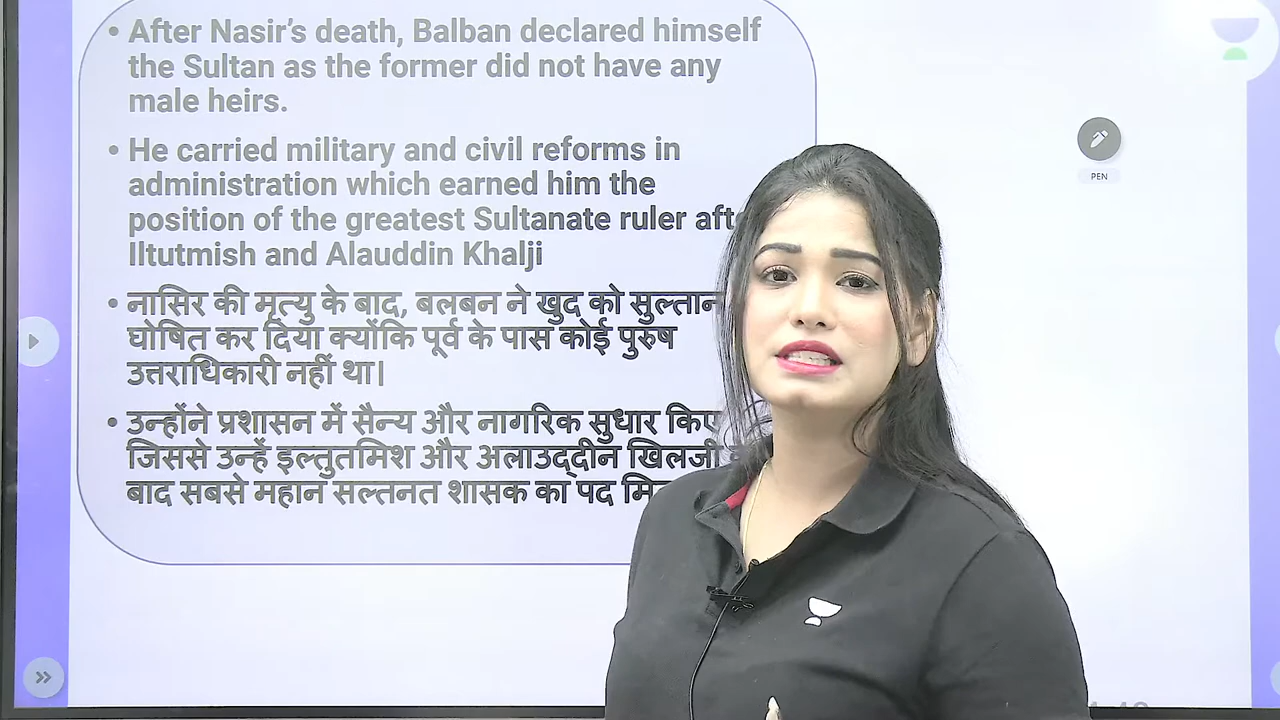 • After Nasir's death, Balban declared himself
the Sultan as the former did not have any
male heirs.
• He carried military and civil reforms in
administration which earned him the
position of the greatest Sultanate ruler
Iltutmish and Alauddin Khalji
• नासिर की मृत्यु के बाद, बलबन ने खुद को सुल्तान
घोषित कर दिया क्योंकि पूर्व के पास कोई पुरुष
उत्तराधिकारी नहीं था।
• उन्होंने प्रशासन में सैन्य और नागरिक सुधार किए
जिससे उन्हें इल्तुतमिश और अलाउद्दीन खिलजी
बाद सबसे महान सल्तनत शासक का पद
PEN